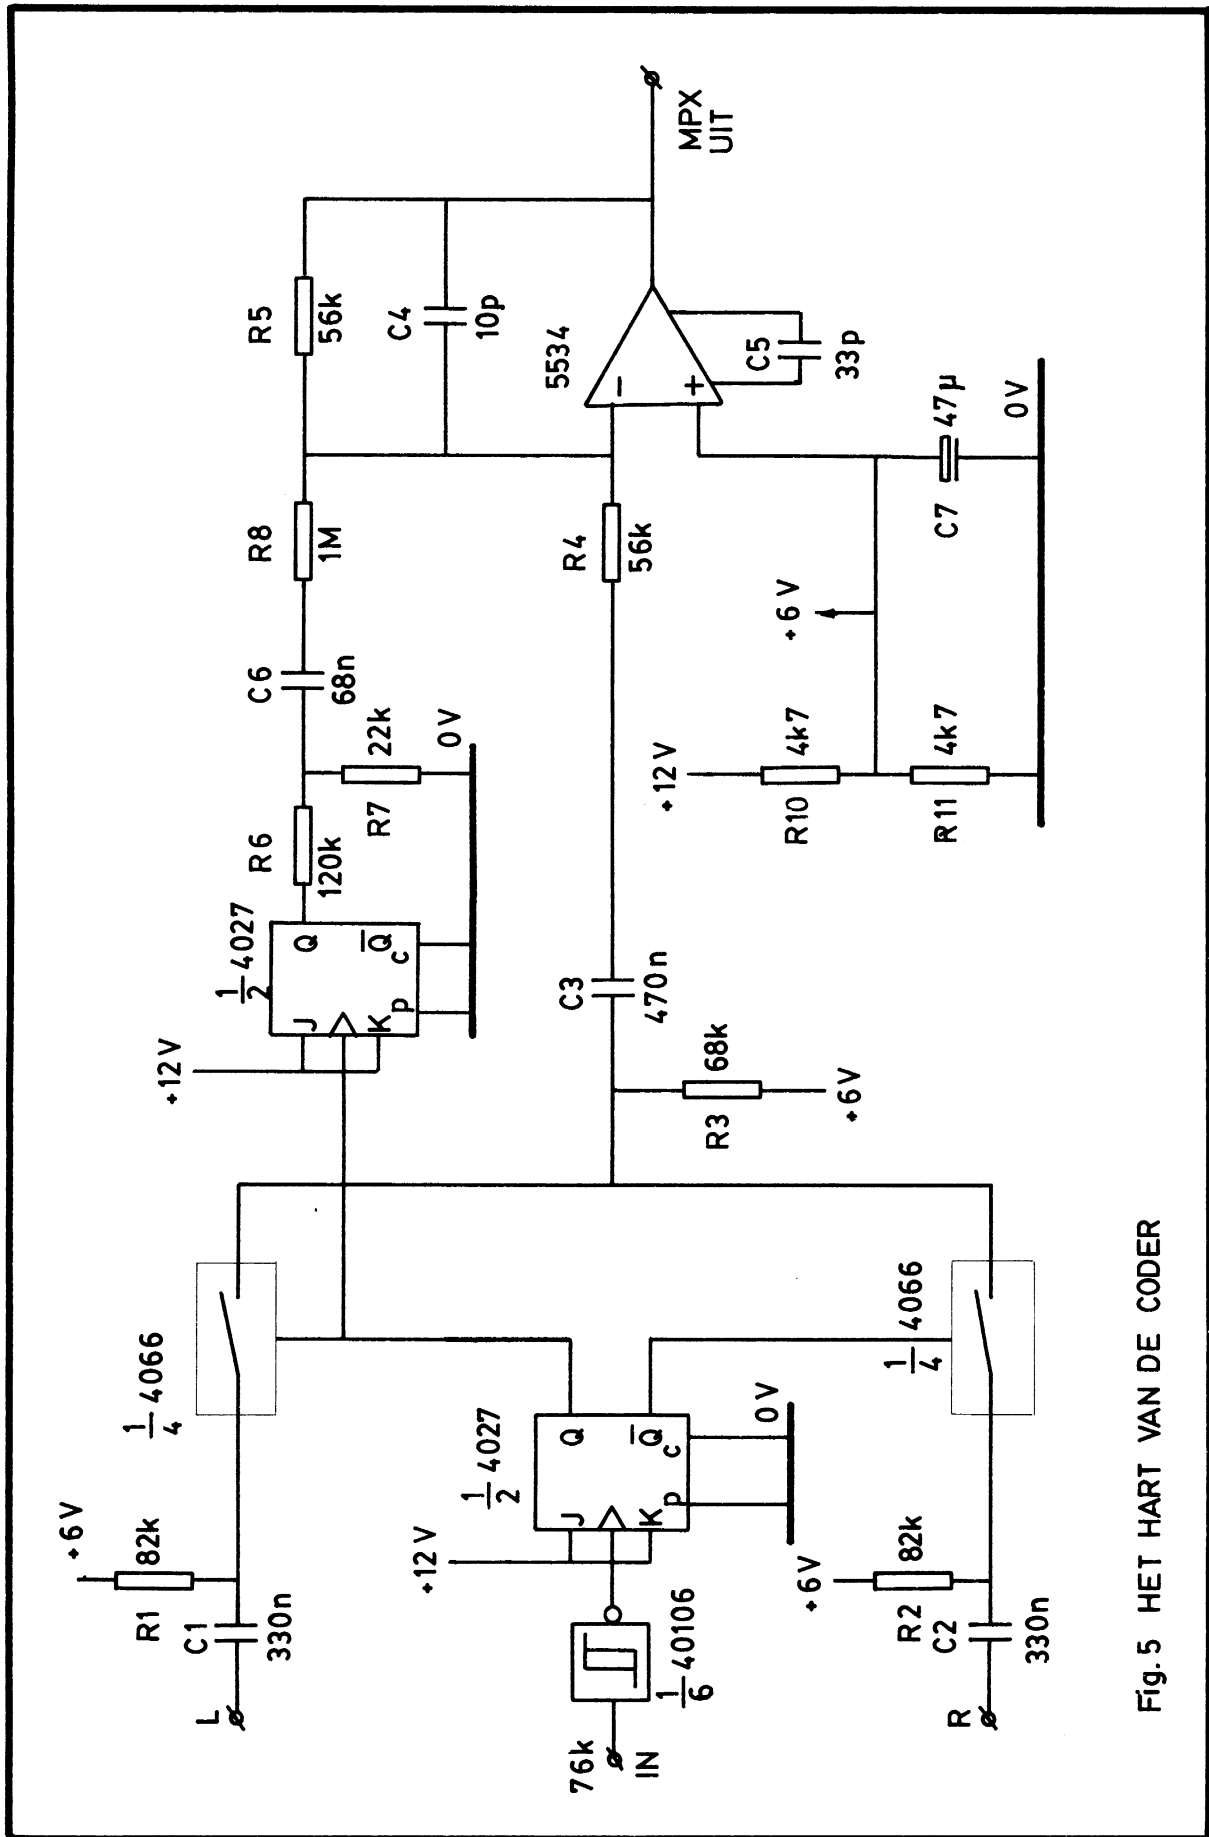 +6V
R1
82k
L
C1
330n
1/4 4066
+12V
76k
IN
1/6 40106
1/2 4027
J
K
Q
Q̅
p
c
0V
+6V
R2
82k
R
C2
330n
1/4 4066
+12V
1/2 4027
J
K
Q
Q̅
p
c
R6
120k
R7
22k
0V
C6
68n
R8
1M
R5
56k
C4
10p
R3
68k
+6V
C3
470n
R4
56k
5534
−
+
C5
33p
MPX
UIT
+12V
R10
4k7
R11
4k7
+6V
C7
47µ
0V
Fig.5 HET HART VAN DE CODER